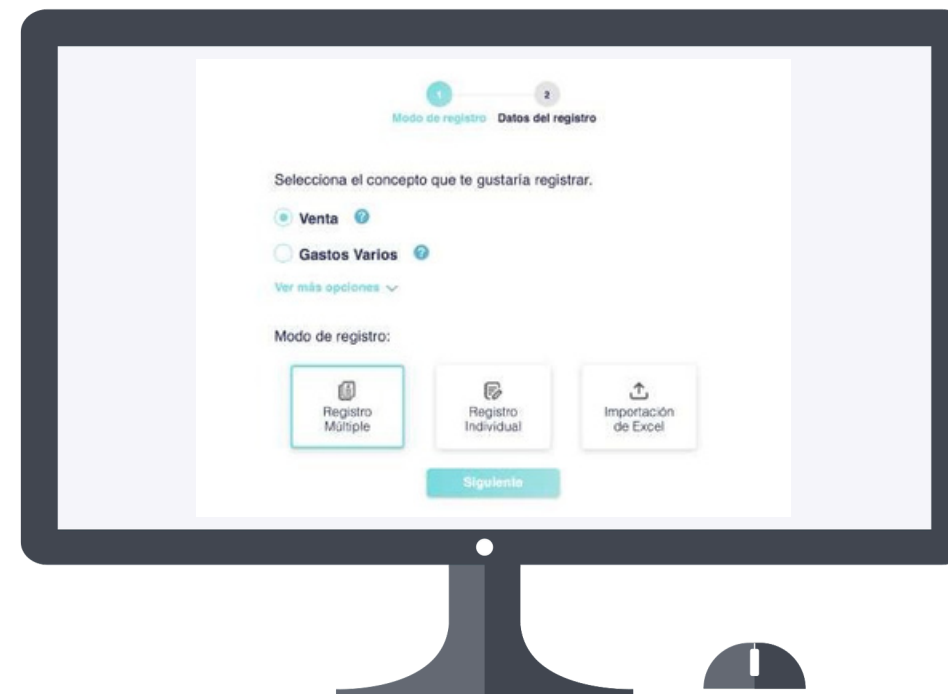 1 2
Modo de registro Datos del registro
Selecciona el concepto que te gustaría registrar.
Venta ?
Gastos Varios ?
Ver más opciones
Modo de registro:
Registro
Múltiple
Registro
Individual
Importación
de Excel
Siguiente